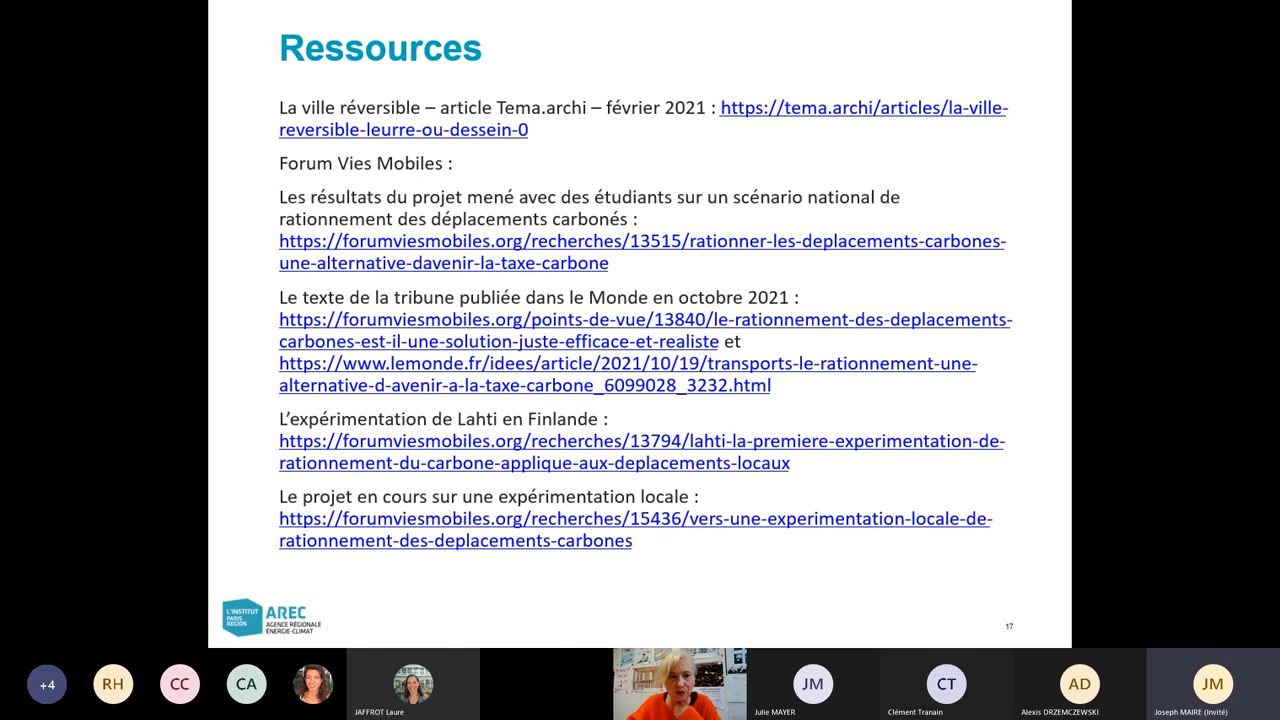 Ressources
La ville réversible – article Tema.archi – février 2021 : https://tema.archi/articles/la-ville-
reversible-leurre-ou-dessein-0
Forum Vies Mobiles :
Les résultats du projet mené avec des étudiants sur un scénario national de
rationnement des déplacements carbonés :
https://forumviesmobiles.org/recherches/13515/rationner-les-deplacements-carbones-
une-alternative-davenir-la-taxe-carbone
Le texte de la tribune publiée dans le Monde en octobre 2021 :
https://forumviesmobiles.org/points-de-vue/13840/le-rationnement-des-deplacements-
carbones-est-il-une-solution-juste-efficace-et-realiste et
https://www.lemonde.fr/idees/article/2021/10/19/transports-le-rationnement-une-
alternative-d-avenir-a-la-taxe-carbone_6099028_3232.html
L’expérimentation de Lahti en Finlande :
https://forumviesmobiles.org/recherches/13794/lahti-la-premiere-experimentation-de-
rationnement-du-carbone-applique-aux-deplacements-locaux
Le projet en cours sur une expérimentation locale :
https://forumviesmobiles.org/recherches/15436/vers-une-experimentation-locale-de-
rationnement-des-deplacements-carbones
L'INSTITUT
PARIS
REGION
AREC
AGENCE RÉGIONALE
ÉNERGIE-CLIMAT
17
+4
RH
CC
CA
JAFFROT Laure
JM
Julie MAYER
CT
Clément Tranain
AD
Alexis DRZEMCZEWSKI
JM
Joseph MAIRE (Invité)